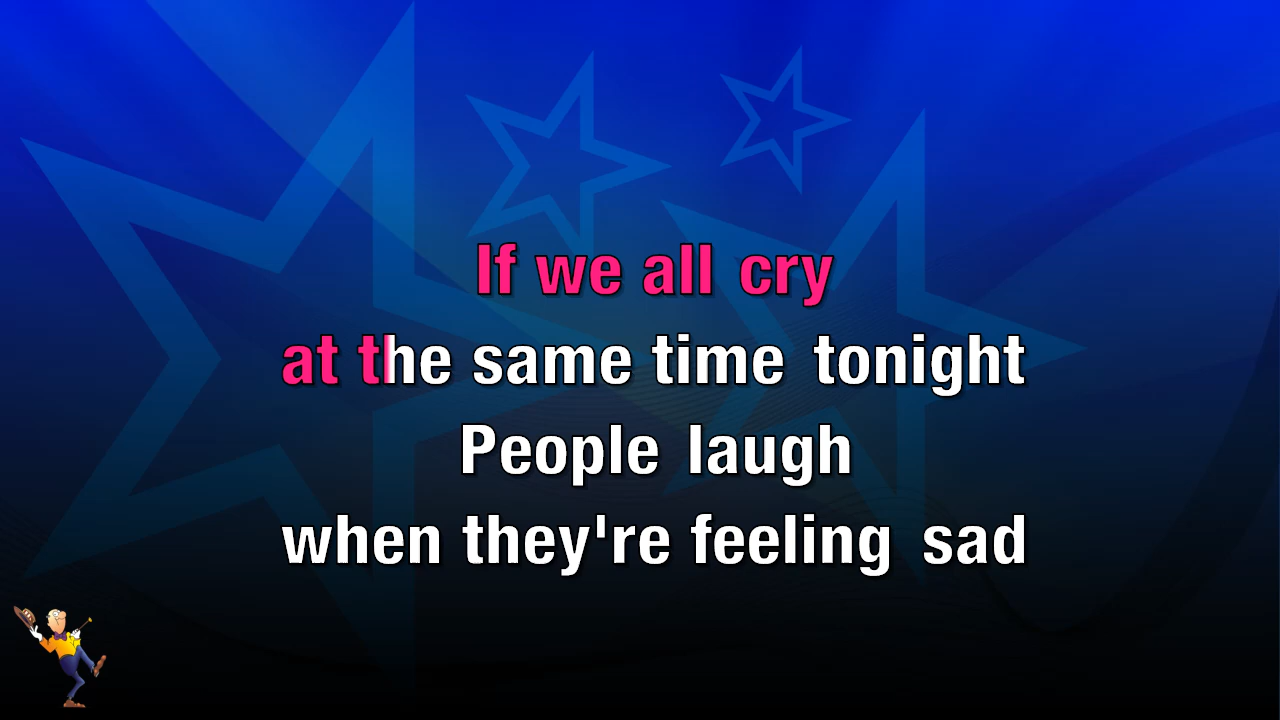 If we all cry
at the same time tonight
People laugh
when they're feeling sad